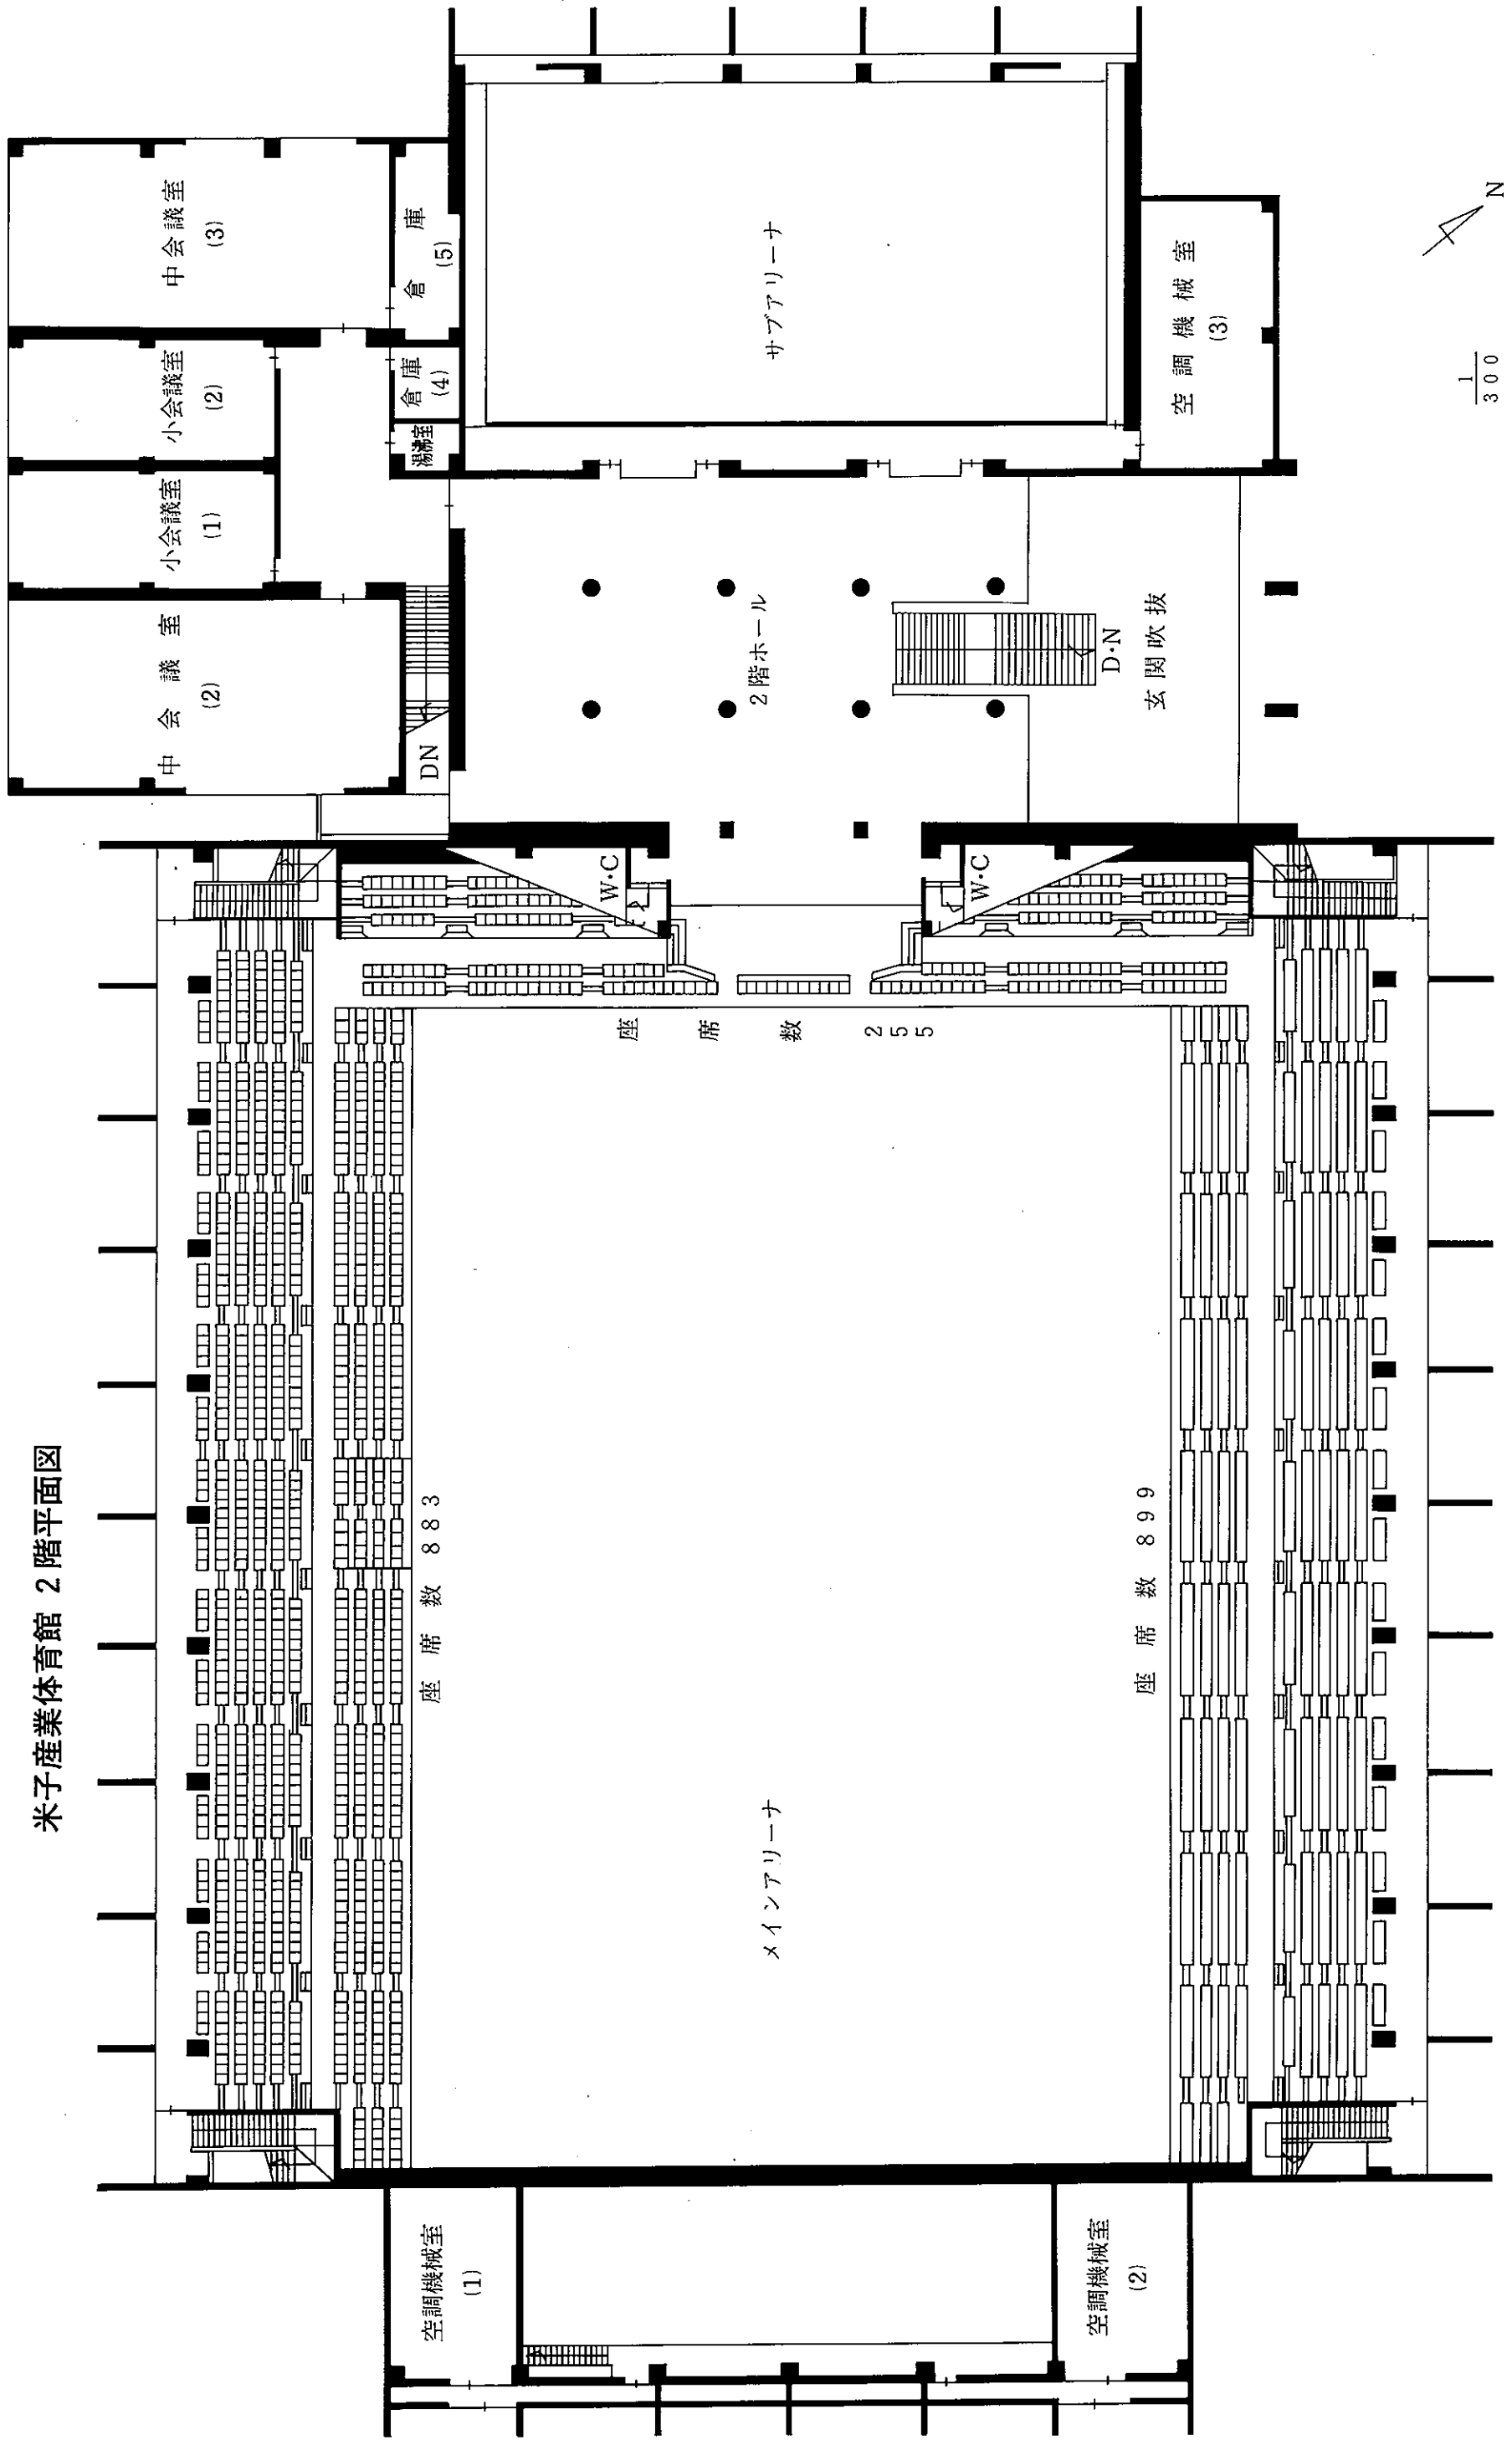 米子産業体育館 2階平面図
中会議室
(3)
倉庫
(5)
小会議室
(2)
倉庫
(4)
湯沸室
小会議室
(1)
中会議室
(2)
DN
サブアリーナ
空調機械室
(3)
2階ホール
D・N
玄関吹抜
W・C
W・C
座席数 255
座席数 883
座席数 899
メインアリーナ
空調機械室
(1)
空調機械室
(2)
N
1
300